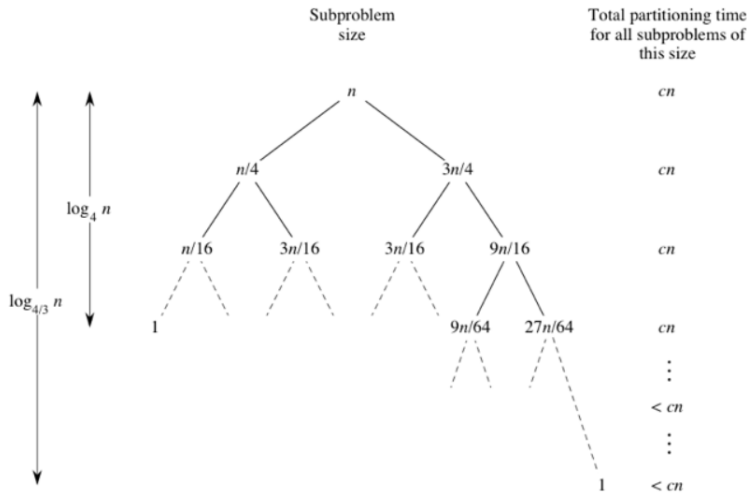 Subproblem
size
Total partitioning time
for all subproblems of
this size
n
cn
n/4
3n/4
cn
log₄ n
n/16
3n/16
3n/16
9n/16
cn
log₄/₃ n
1
9n/64
27n/64
cn
⋮
< cn
⋮
1
< cn